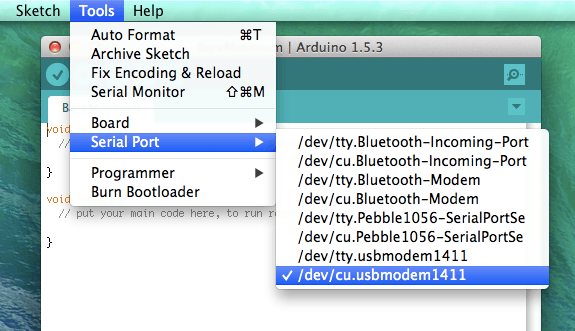 Sketch Tools Help
| Arduino 1.5.3
Auto Format ⌘T
Archive Sketch
Fix Encoding & Reload
Serial Monitor ⇧⌘M
Board
Serial Port
Programmer
Burn Bootloader
/dev/tty.Bluetooth-Incoming-Port
/dev/cu.Bluetooth-Incoming-Port
/dev/tty.Bluetooth-Modem
/dev/cu.Bluetooth-Modem
/dev/tty.Pebble1056-SerialPortSe
/dev/cu.Pebble1056-SerialPortSe
/dev/tty.usbmodem1411
✓ /dev/cu.usbmodem1411
void
//
}
void
// put your main code here, to run
}